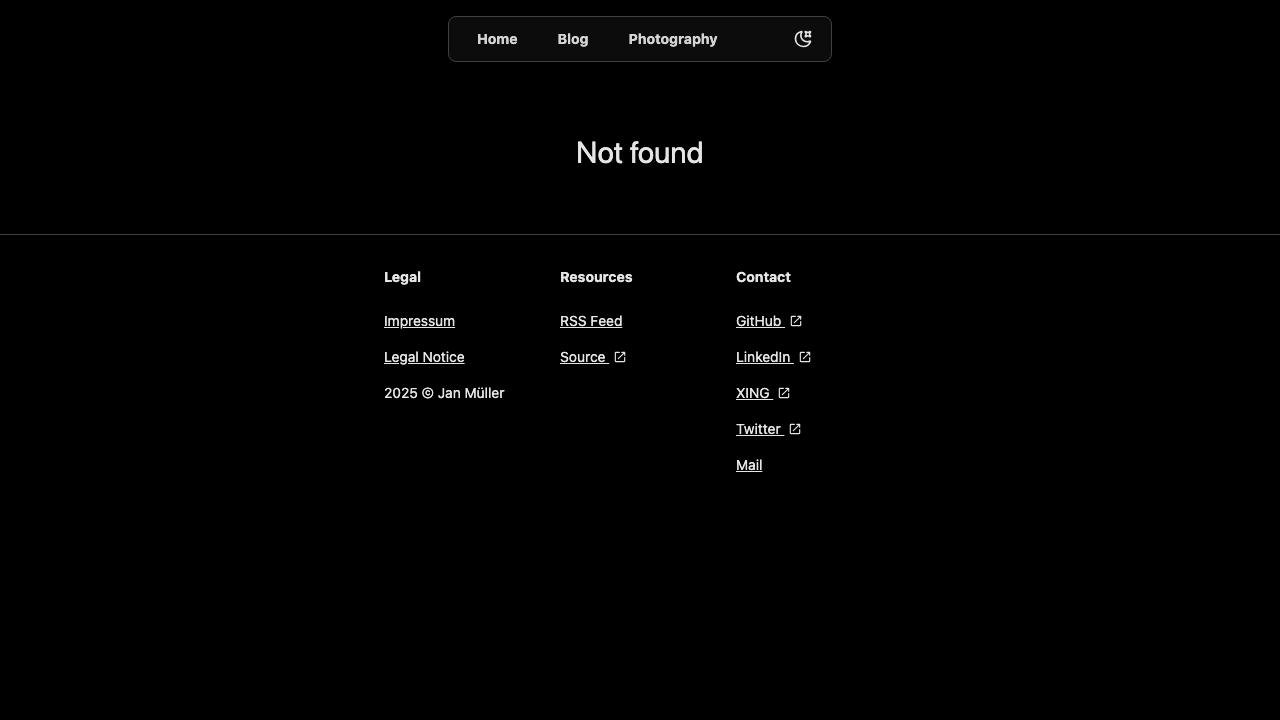 Home Blog Photography
Not found
Legal
Impressum
Legal Notice
2025 © Jan Müller
Resources
RSS Feed
Source
Contact
GitHub
LinkedIn
XING
Twitter
Mail